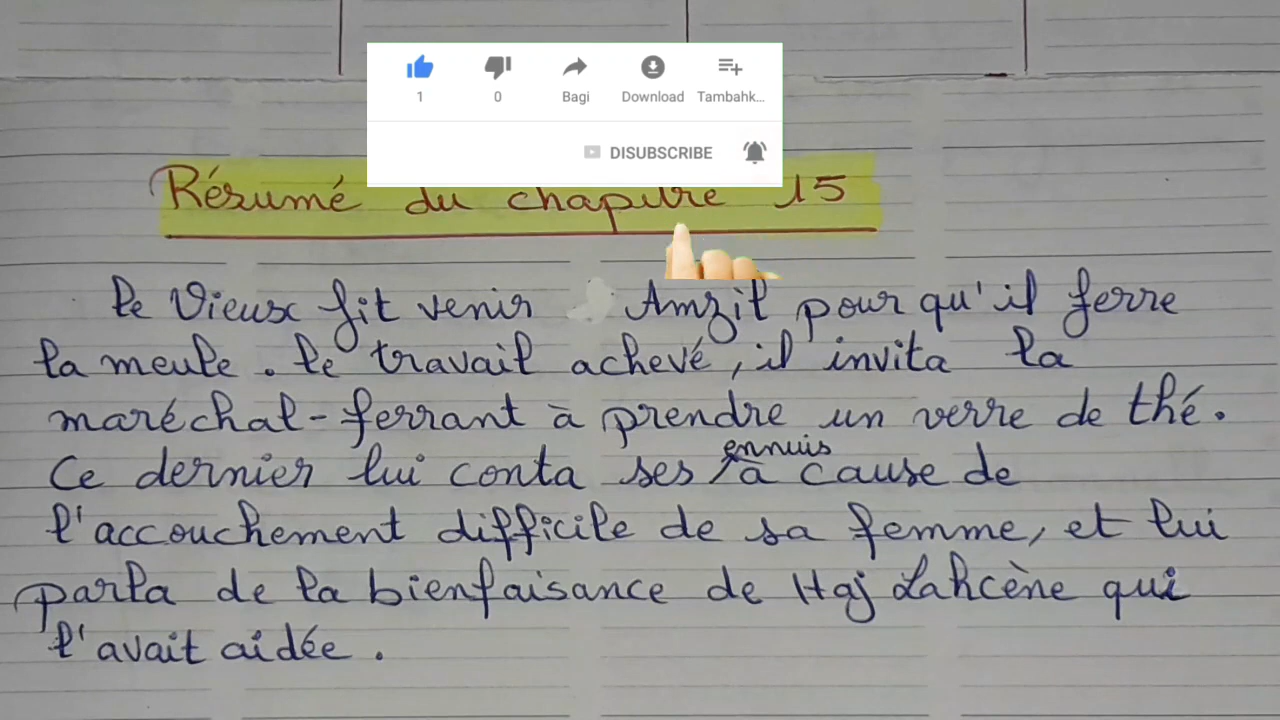 1 0 Bagi Download Tambahk...
DISUBSCRIBE
Résumé du chapitre 15
Le Vieux fit venir Amzil pour qu'il ferre
la meule. Le travail achevé, il invita la
maréchal-ferrant à prendre un verre de thé.
Ce dernier lui conta ses ennuis à cause de
l'accouchement difficile de sa femme, et lui
parla de la bienfaisance de Haj Lahcène qui
l'avait aidée.